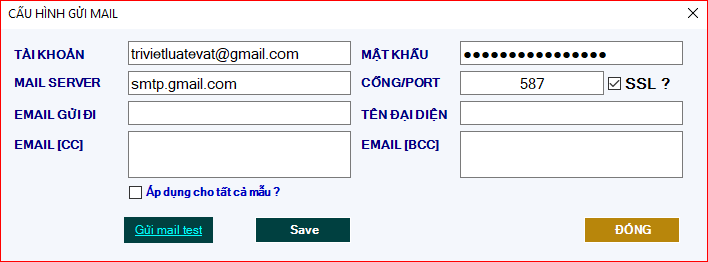 CẤU HÌNH GỬI MAIL
TÀI KHOẢN trivietluatevat@gmail.com MẬT KHẨU ●●●●●●●●●●●●●●●●
MAIL SERVER smtp.gmail.com CỔNG/PORT 587 SSL ?
EMAIL GỬI ĐI TÊN ĐẠI DIỆN
EMAIL [CC] EMAIL [BCC]
Áp dụng cho tất cả mẫu ?
Gửi mail test Save ĐÓNG